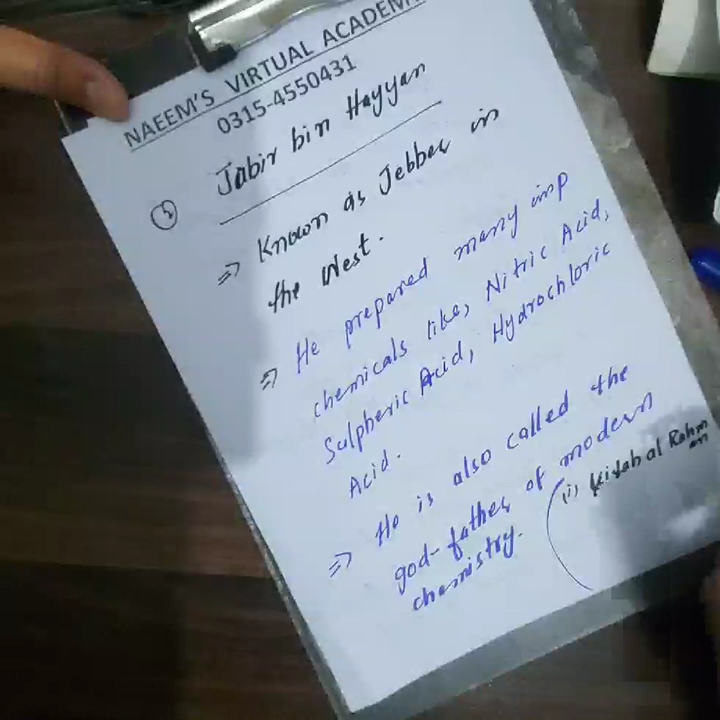 NAEEM'S VIRTUAL ACADEMY
0315-4550431
③ Jabir bin Hayyan
⇒ Known as Jebber in
the West.
⇒ He prepared many imp
chemicals like, Nitric Acid,
Sulpheric Acid, Hydrochloric
Acid.
⇒ He is also called the
god-father of modern
chemistry.
(i) Kitab al Rahm
an